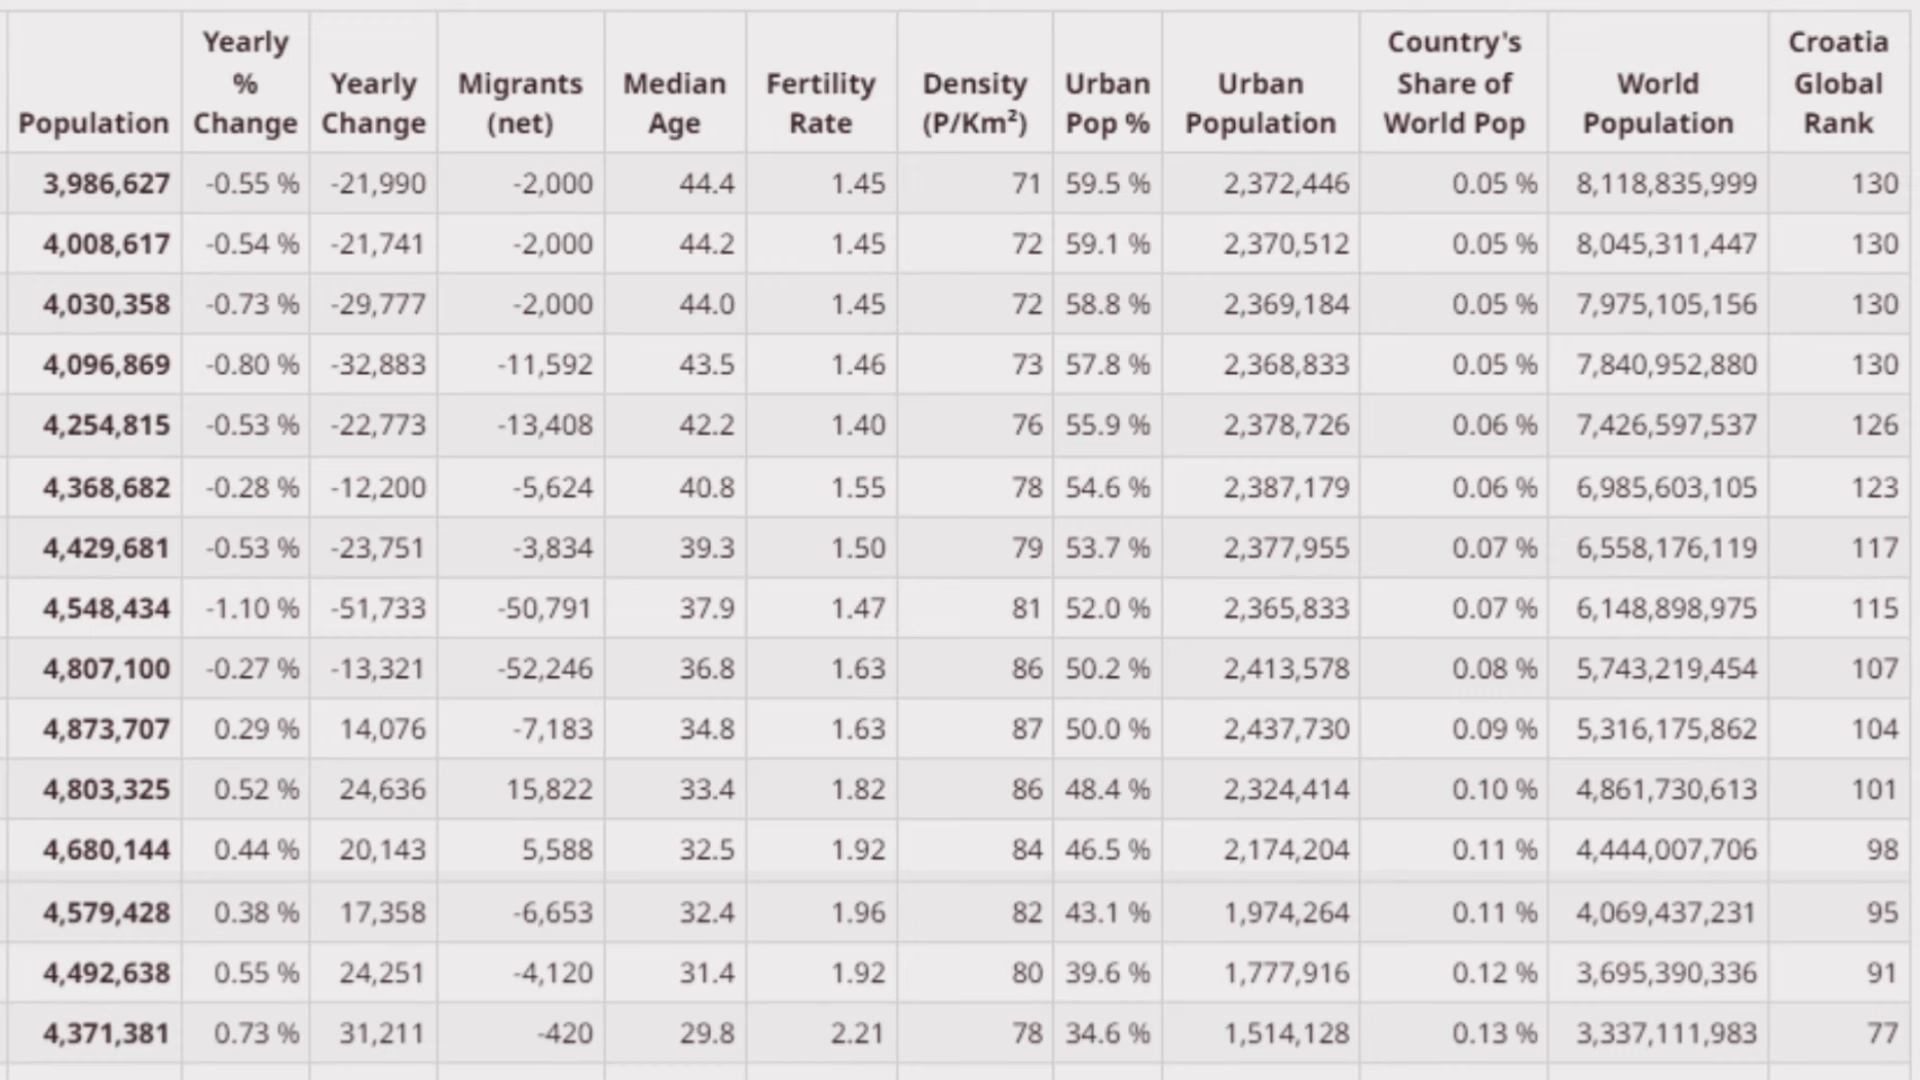 Population Yearly % Change Yearly Change Migrants (net) Median Age Fertility Rate Density (P/Km²) Urban Pop % Urban Population Country's Share of World Pop World Population Croatia Global Rank
3,986,627 -0.55 % -21,990 -2,000 44.4 1.45 71 59.5 % 2,372,446 0.05 % 8,118,835,999 130
4,008,617 -0.54 % -21,741 -2,000 44.2 1.45 72 59.1 % 2,370,512 0.05 % 8,045,311,447 130
4,030,358 -0.73 % -29,777 -2,000 44.0 1.45 72 58.8 % 2,369,184 0.05 % 7,975,105,156 130
4,096,869 -0.80 % -32,883 -11,592 43.5 1.46 73 57.8 % 2,368,833 0.05 % 7,840,952,880 130
4,254,815 -0.53 % -22,773 -13,408 42.2 1.40 76 55.9 % 2,378,726 0.06 % 7,426,597,537 126
4,368,682 -0.28 % -12,200 -5,624 40.8 1.55 78 54.6 % 2,387,179 0.06 % 6,985,603,105 123
4,429,681 -0.53 % -23,751 -3,834 39.3 1.50 79 53.7 % 2,377,955 0.07 % 6,558,176,119 117
4,548,434 -1.10 % -51,733 -50,791 37.9 1.47 81 52.0 % 2,365,833 0.07 % 6,148,898,975 115
4,807,100 -0.27 % -13,321 -52,246 36.8 1.63 86 50.2 % 2,413,578 0.08 % 5,743,219,454 107
4,873,707 0.29 % 14,076 -7,183 34.8 1.63 87 50.0 % 2,437,730 0.09 % 5,316,175,862 104
4,803,325 0.52 % 24,636 15,822 33.4 1.82 86 48.4 % 2,324,414 0.10 % 4,861,730,613 101
4,680,144 0.44 % 20,143 5,588 32.5 1.92 84 46.5 % 2,174,204 0.11 % 4,444,007,706 98
4,579,428 0.38 % 17,358 -6,653 32.4 1.96 82 43.1 % 1,974,264 0.11 % 4,069,437,231 95
4,492,638 0.55 % 24,251 -4,120 31.4 1.92 80 39.6 % 1,777,916 0.12 % 3,695,390,336 91
4,371,381 0.73 % 31,211 -420 29.8 2.21 78 34.6 % 1,514,128 0.13 % 3,337,111,983 77